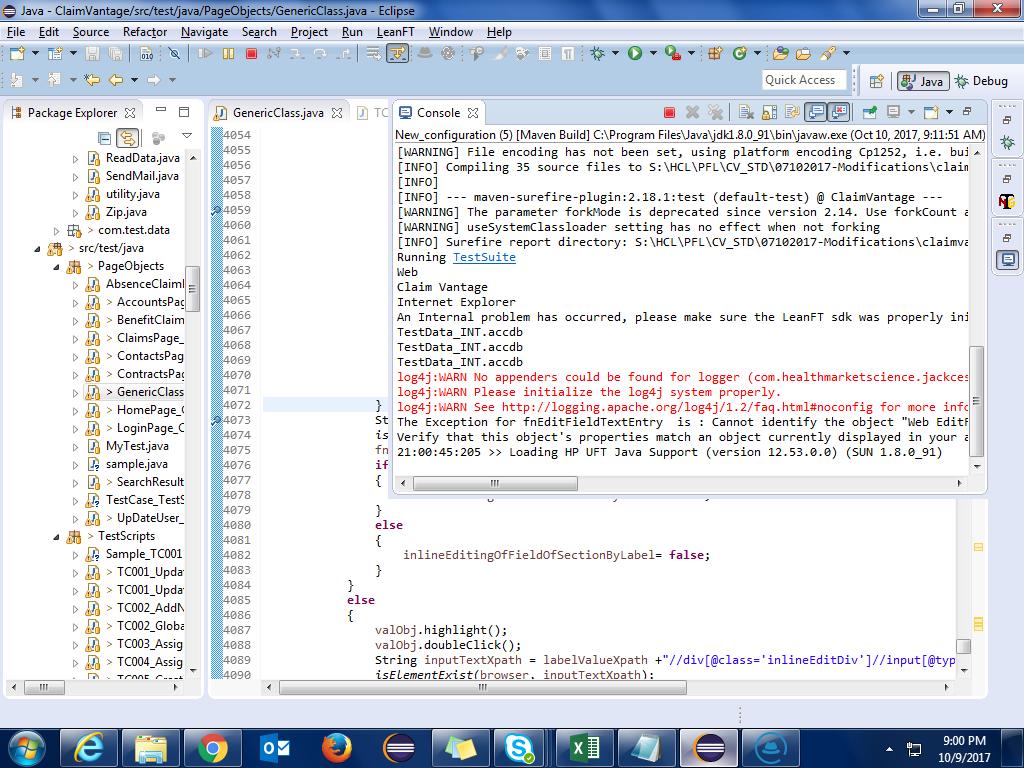 Java - ClaimVantage/src/test/java/PageObjects/GenericClass.java - Eclipse
File Edit Source Refactor Navigate Search Project Run LeanFT Window Help
Quick Access
Java
Debug
Package Explorer
ReadData.java
SendMail.java
utility.java
Zip.java
> com.test.data
> src/test/java
> PageObjects
AbsenceClaim
> AccountsPag
> BenefitClaim
> ClaimsPage_
> ContactsPag
> ContractsPag
> GenericClass
> HomePage_
> LoginPage_C
MyTest.java
sample.java
> SearchResult
TestCase_TestS
> UpDateUser_
> TestScripts
Sample_TC001
> TC001_Upda
> TC001_Upda
> TC002_AddN
> TC002_Globa
> TC003_Assig
> TC004_Assig
GenericClass.java
TC
Console
New_configuration (5) [Maven Build] C:\Program Files\Java\jdk1.8.0_91\bin\javaw.exe (Oct 10, 2017, 9:11:51 AM)
[WARNING] File encoding has not been set, using platform encoding Cp1252, i.e. bui
[INFO] Compiling 35 source files to S:\HCL\PFL\CV_STD\07102017-Modifications\claim
[INFO]
[INFO] --- maven-surefire-plugin:2.18.1:test (default-test) @ ClaimVantage ---
[WARNING] The parameter forkMode is deprecated since version 2.14. Use forkCount a
[WARNING] useSystemClassloader setting has no effect when not forking
[INFO] Surefire report directory: S:\HCL\PFL\CV_STD\07102017-Modifications\claimva
Running TestSuite
Web
Claim Vantage
Internet Explorer
An Internal problem has occurred, please make sure the LeanFT sdk was properly ini
TestData_INT.accdb
TestData_INT.accdb
TestData_INT.accdb
log4j:WARN No appenders could be found for logger (com.healthmarketscience.jackces
log4j:WARN Please initialize the log4j system properly.
log4j:WARN See http://logging.apache.org/log4j/1.2/faq.html#noconfig for more info
The Exception for fnEditFieldTextEntry is : Cannot identify the object "Web EditF
Verify that this object's properties match an object currently displayed in your a
21:00:45:205 >> Loading HP UFT Java Support (version 12.53.0.0) (SUN 1.8.0_91)
4054
4055
4056
4057
4058
4059
4060
4061
4062
4063
4064
4065
4066
4067
4068
4069
4070
4071
4072 }
4073 St
4074 is
4075 fn
4076 if
4077 {
4078
4079 }
4080 else
4081 {
4082 inlineEditingOfFieldOfSectionByLabel= false;
4083 }
4084 }
4085 else
4086 {
4087 valObj.highlight();
4088 valObj.doubleClick();
4089 String inputTextXpath = labelValueXpath +"//div[@class='inlineEditDiv']//input[@typ
4090 isElementExist(browser, inputTextXpath);
9:00 PM
10/9/2017